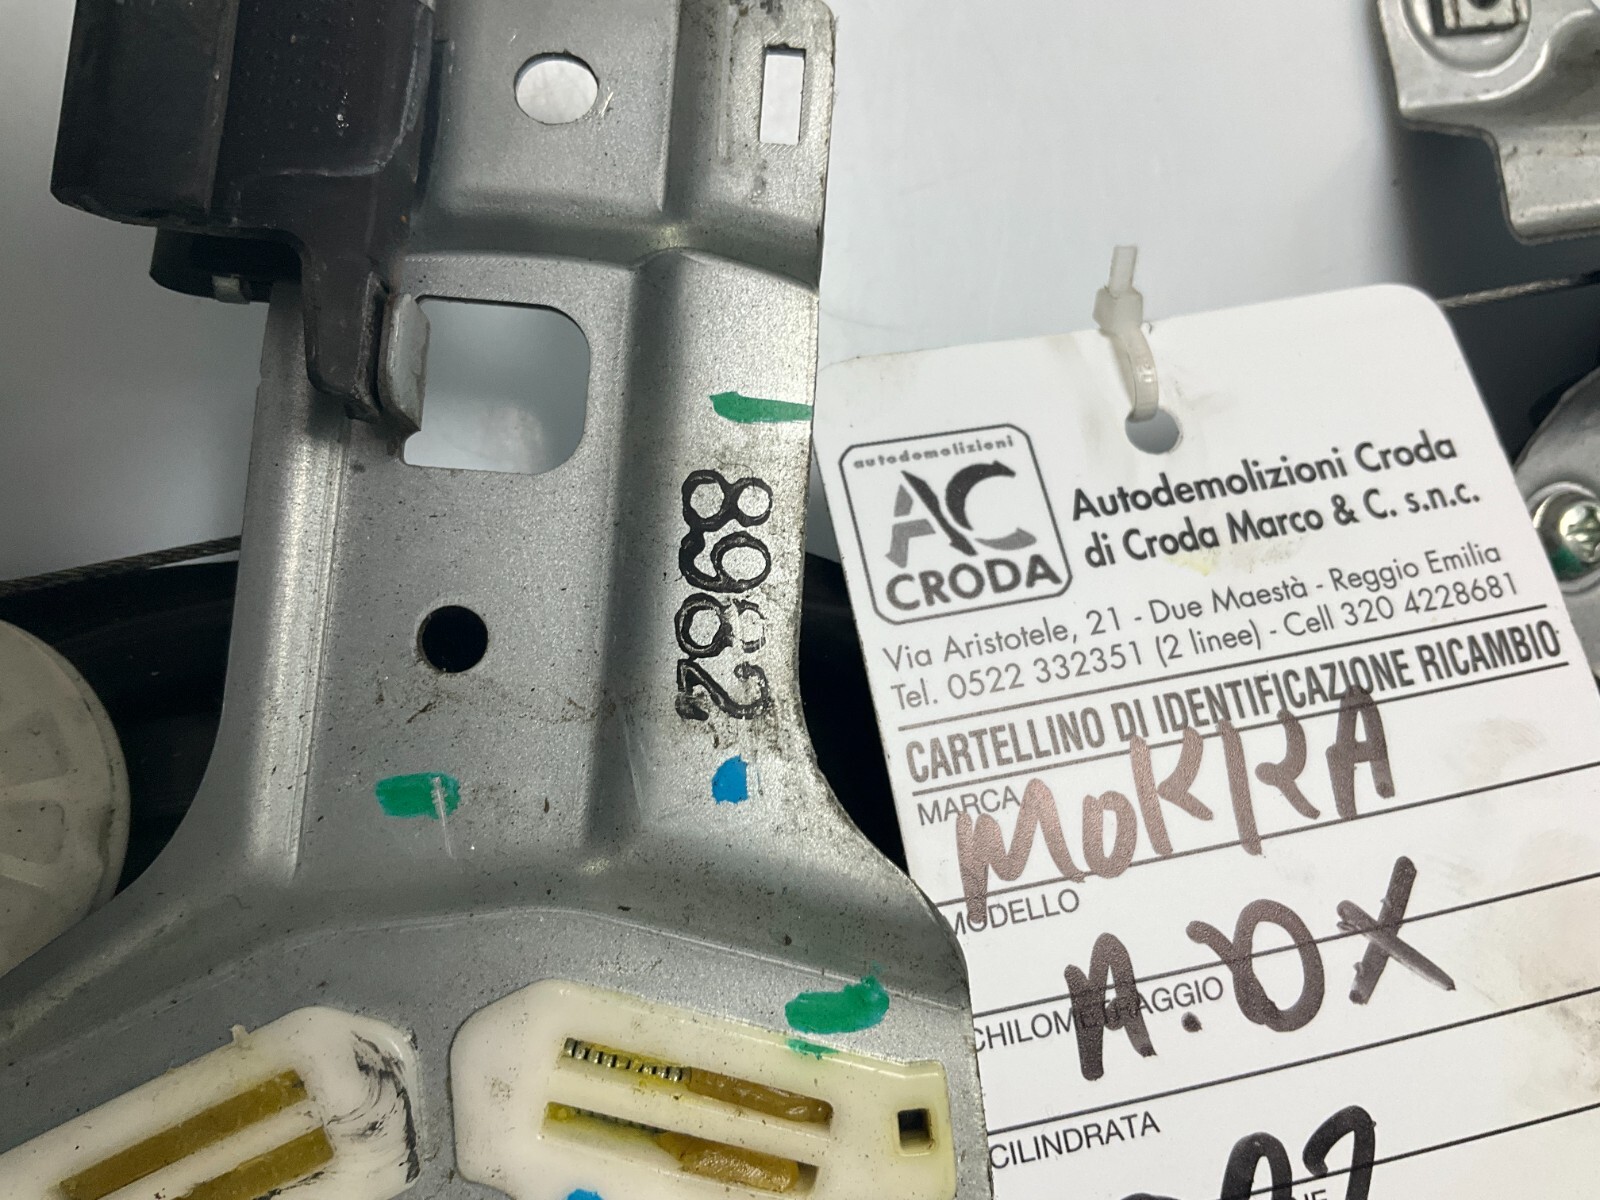 8982
autodemolizioni
AC
CRODA
Autodemolizioni Croda
di Croda Marco & C. s.n.c.
Via Aristotele, 21 - Due Maestà - Reggio Emilia
Tel. 0522 332351 (2 linee) - Cell 320 4228681
CARTELLINO DI IDENTIFICAZIONE RICAMBIO
MARCA MOKKA
MODELLO
CHILOMETRAGGIO
CILINDRATA